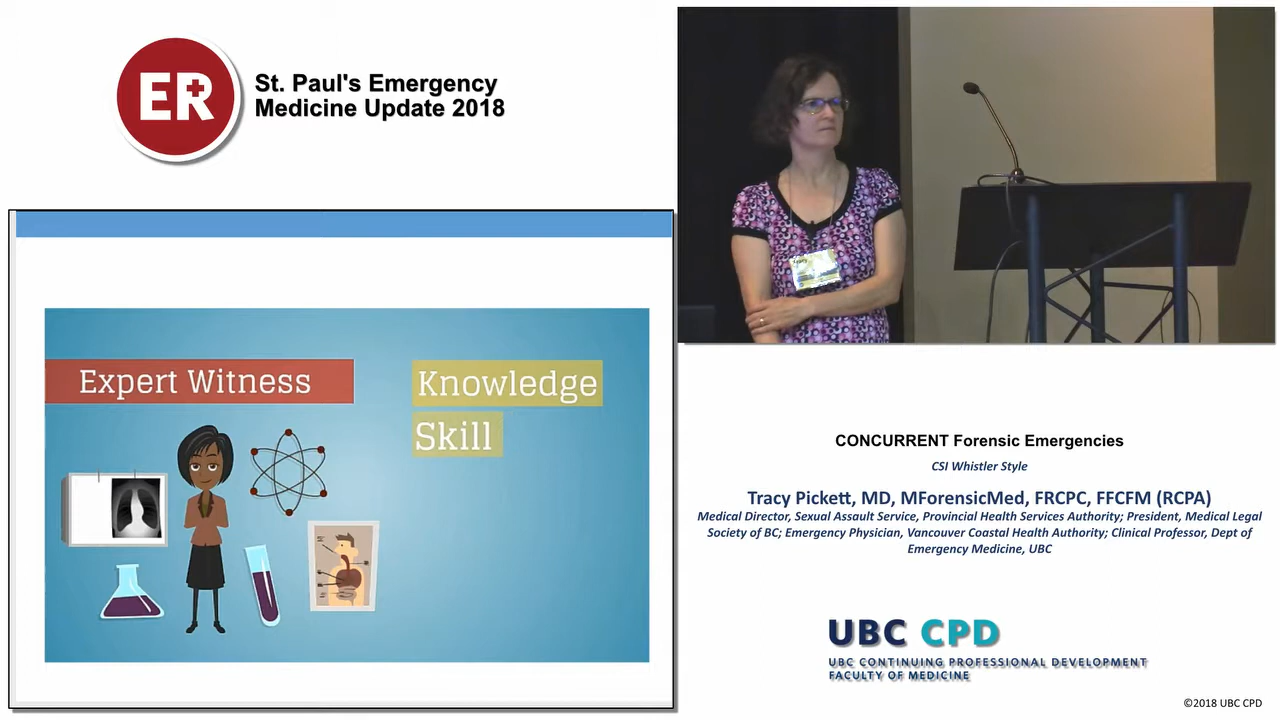 ER
St. Paul's Emergency
Medicine Update 2018
Expert Witness
Knowledge
Skill
CONCURRENT Forensic Emergencies
CSI Whistler Style
Tracy Pickett, MD, MForensicMed, FRCPC, FFCFM (RCPA)
Medical Director, Sexual Assault Service, Provincial Health Services Authority; President, Medical Legal
Society of BC; Emergency Physician, Vancouver Coastal Health Authority; Clinical Professor, Dept of
Emergency Medicine, UBC
UBC CPD
UBC CONTINUING PROFESSIONAL DEVELOPMENT
FACULTY OF MEDICINE
©2018 UBC CPD